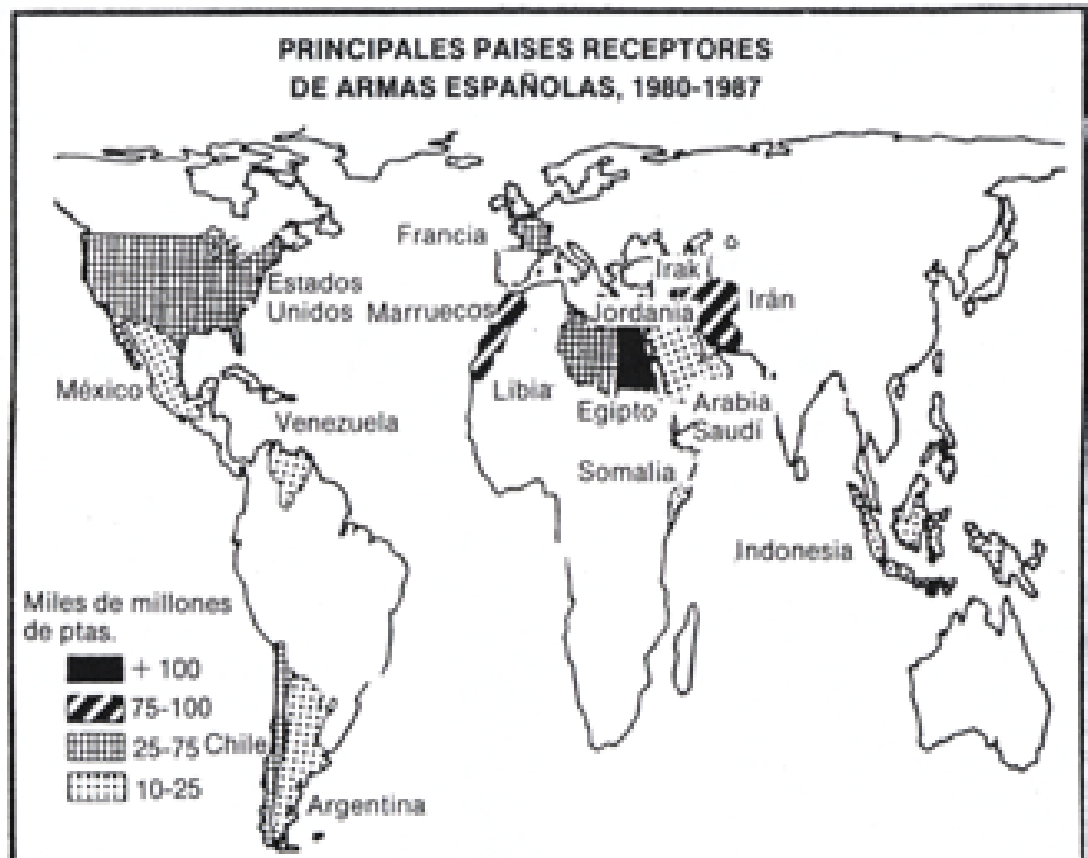 PRINCIPALES PAISES RECEPTORES
DE ARMAS ESPAÑOLAS, 1980-1987
Francia
Estados
Unidos
Marruecos
Irak
Jordania
Irán
México
Venezuela
Libia
Egipto
Arabia
Saudí
Somalia
Indonesia
Miles de millones
de ptas.
+ 100
75-100
25-75
Chile
10-25
Argentina